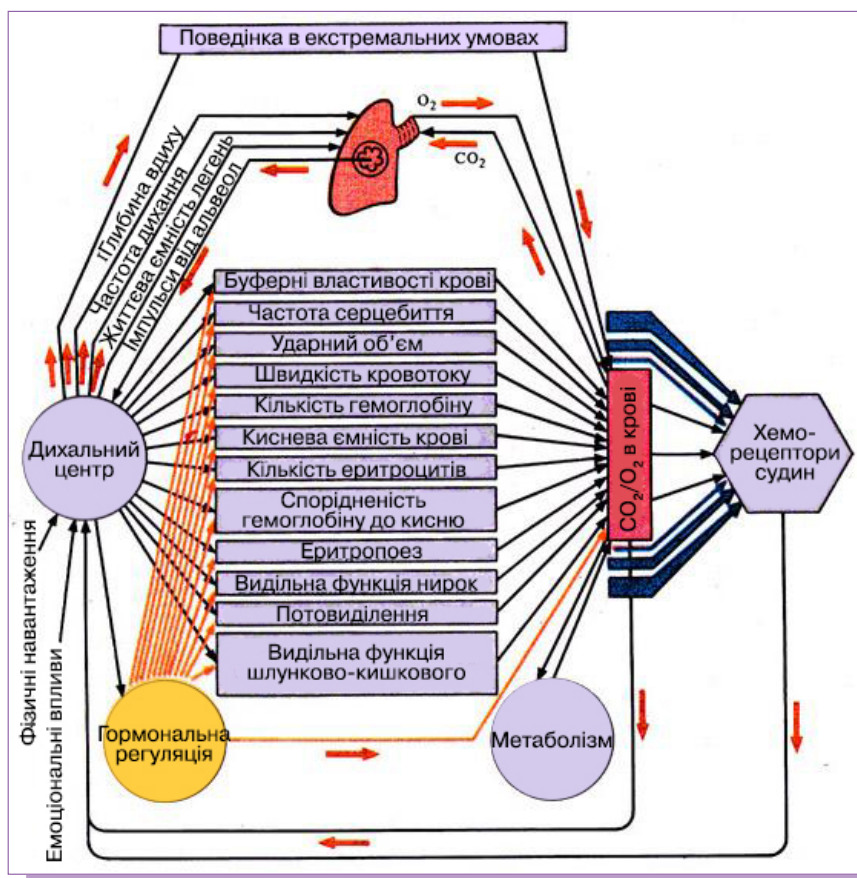 Поведінка в екстремальних умовах
O₂
CO₂
Глибина вдиху
Частота дихання
Життєва ємність легень
Імпульси від альвеол
Буферні властивості крові
Частота серцебиття
Ударний об’єм
Швидкість кровотоку
Кількість гемоглобіну
Киснева ємність крові
Кількість еритроцитів
Спорідненість
гемоглобіну до кисню
Еритропоез
Видільна функція нирок
Потовиділення
Видільна функція
шлунково-кишкового
Дихальний
центр
CO₂/O₂ в крові
Хемо-
рецептори
судин
Фізичні навантаження
Емоціональні впливи
Гормональна
регуляція
Метаболізм